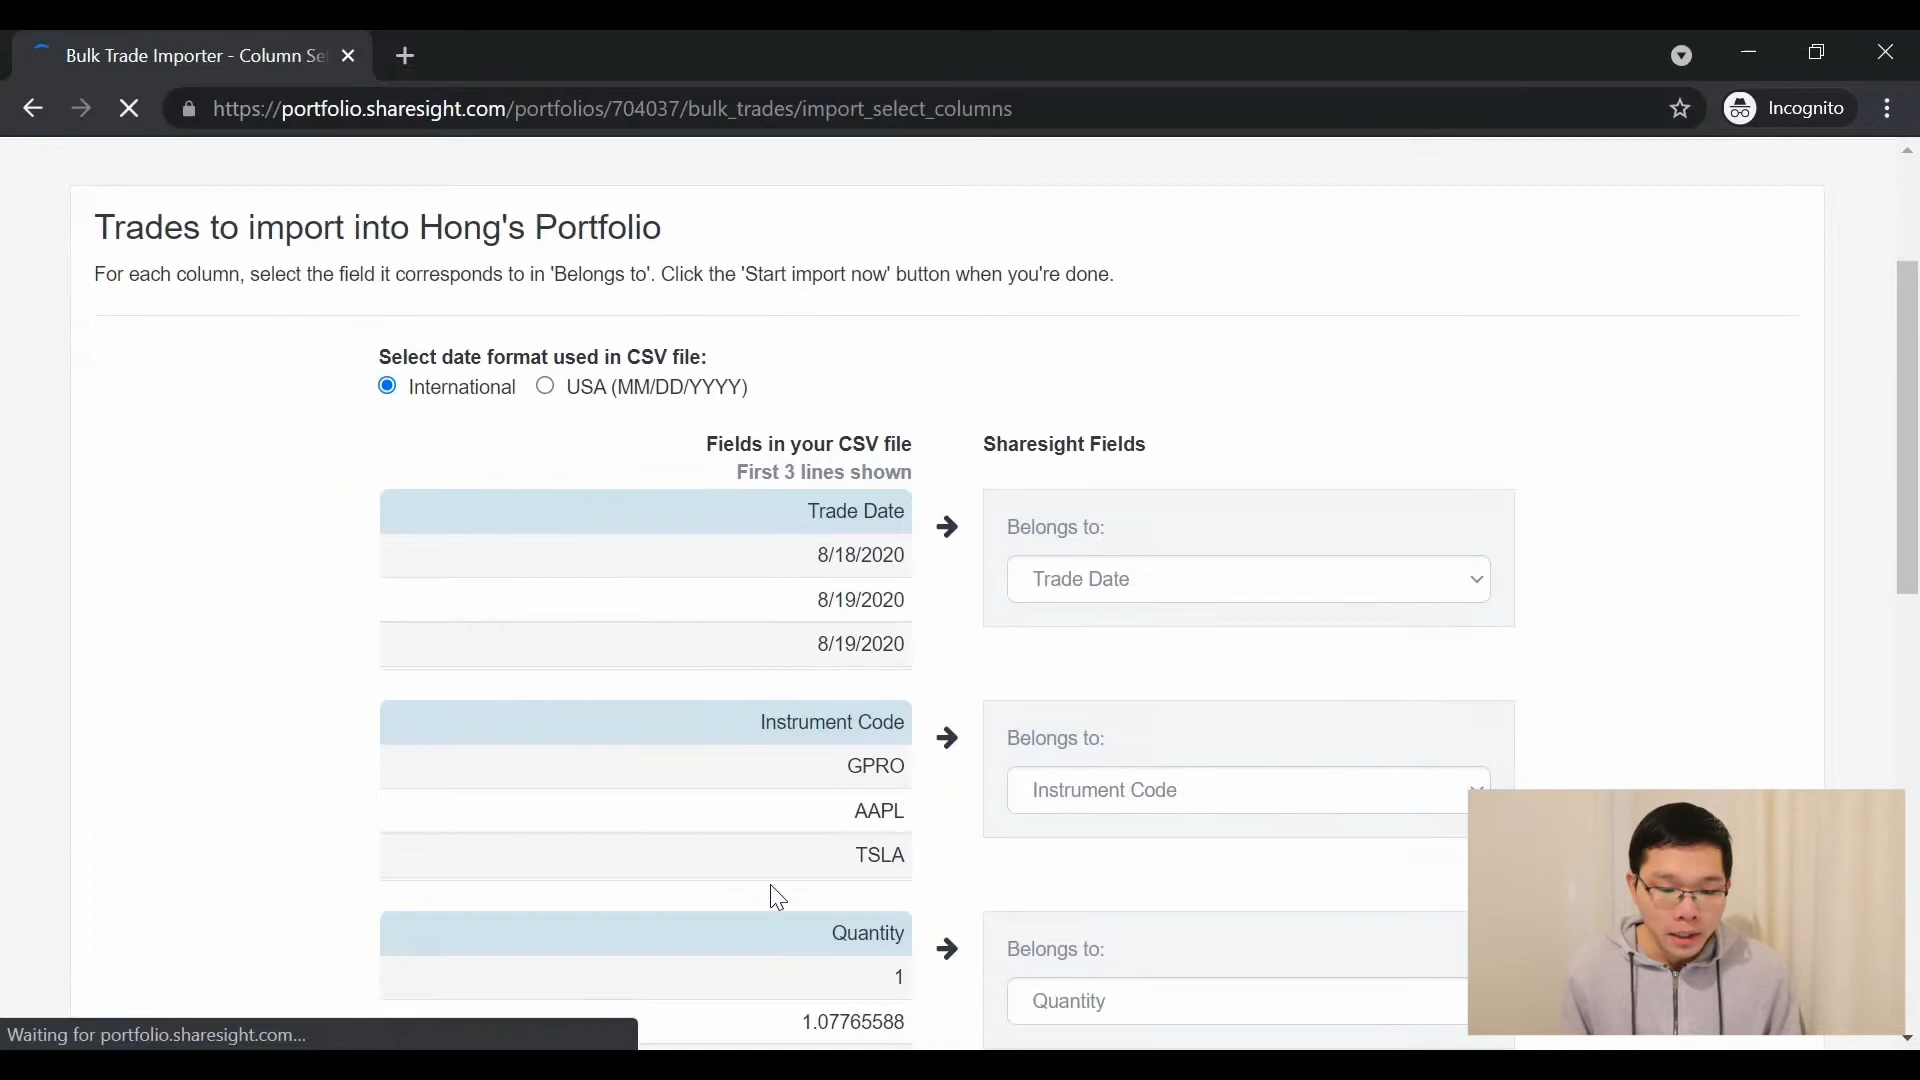 Bulk Trade Importer - Column Se
https://portfolio.sharesight.com/portfolios/704037/bulk_trades/import_select_columns
Incognito
Trades to import into Hong's Portfolio
For each column, select the field it corresponds to in 'Belongs to'. Click the 'Start import now' button when you're done.
Select date format used in CSV file:
International USA (MM/DD/YYYY)
Fields in your CSV file Sharesight Fields
First 3 lines shown
Trade Date
Belongs to:
8/18/2020
Trade Date
8/19/2020
8/19/2020
Instrument Code
Belongs to:
GPRO
Instrument Code
AAPL
TSLA
Quantity
Belongs to:
1
Quantity
1.07765588
Waiting for portfolio.sharesight.com...